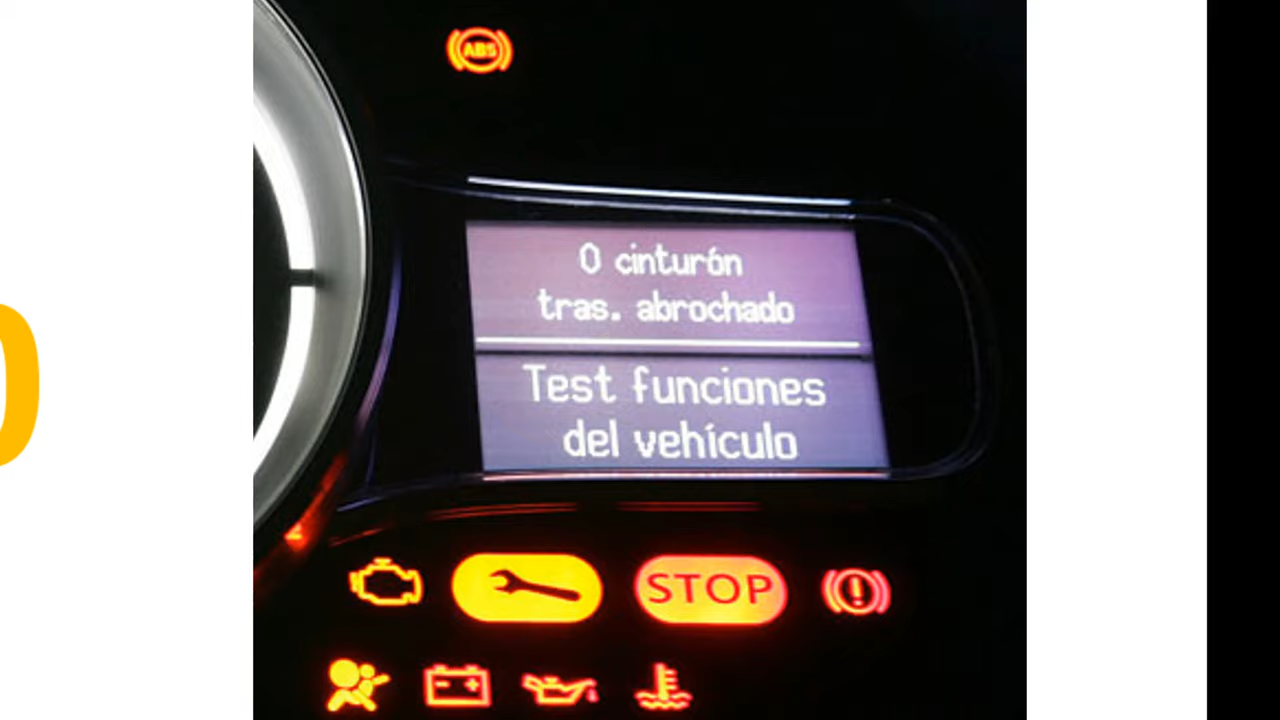 ABS
0 cinturón
tras. abrochado
Test funciones
del vehículo
STOP